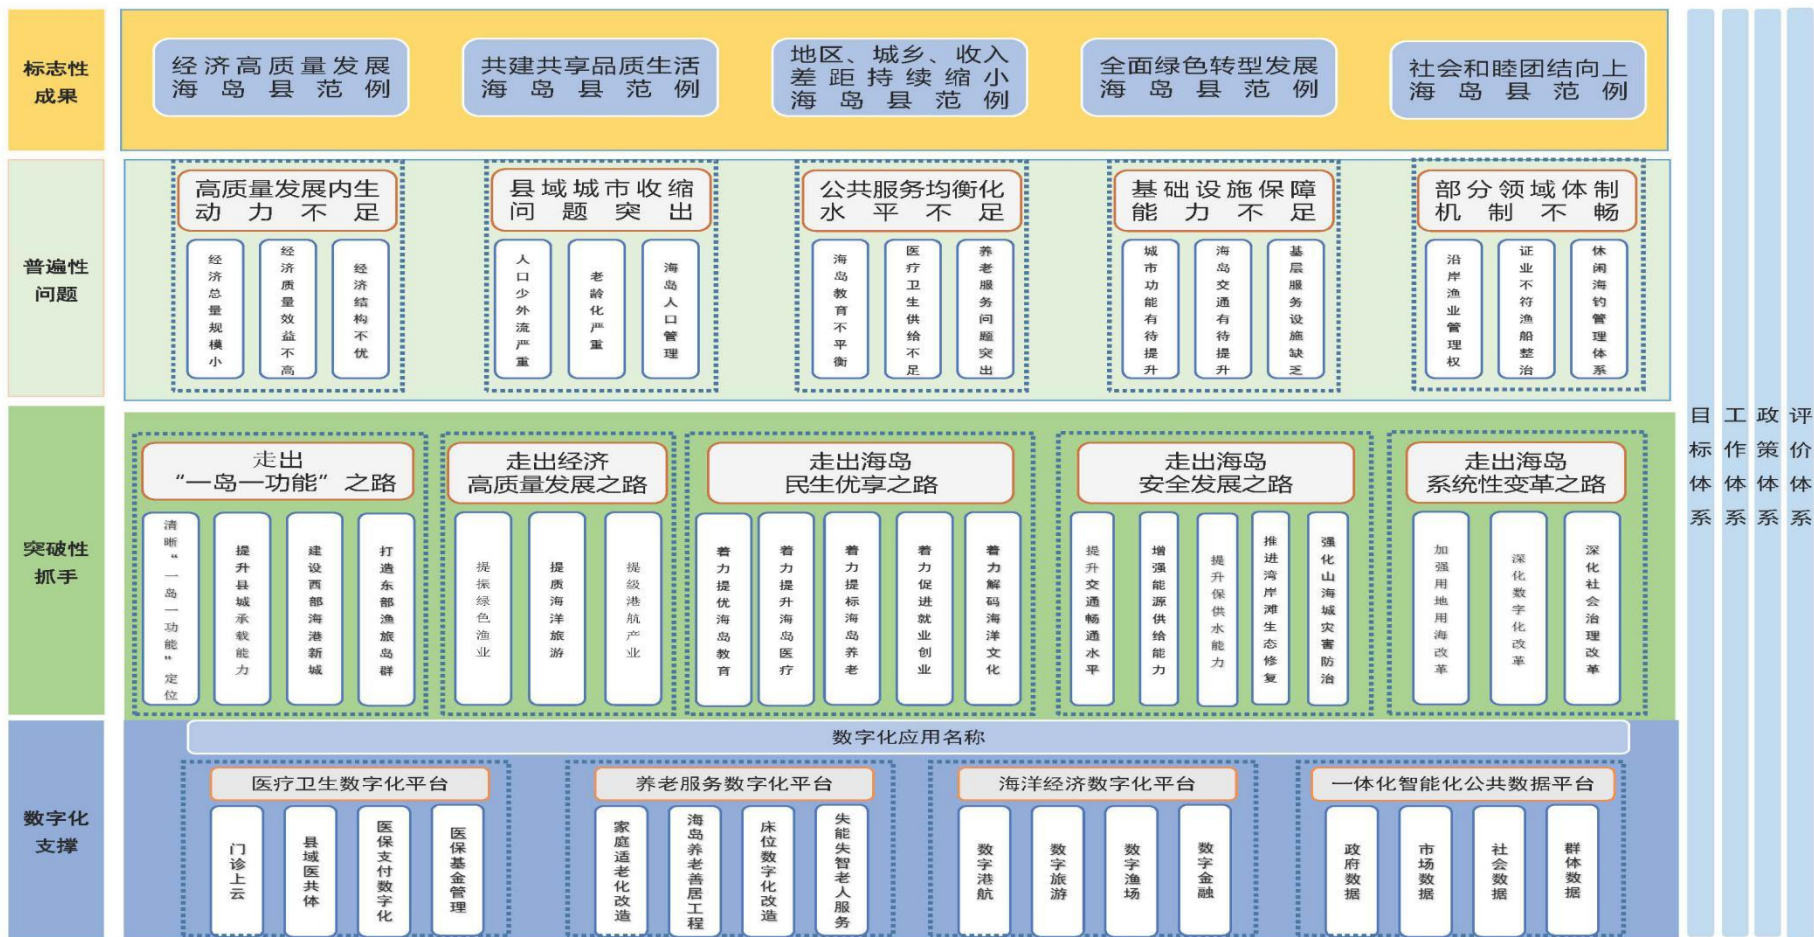 标志性
成果
经济高质量发展
海岛县范例
共建共享品质生活
海岛县范例
地区、城乡、收入
差距持续缩小
海岛县范例
全面绿色转型发展
海岛县范例
社会和睦团结向上
海岛县范例
普遍性
问题
高质量发展内生
动力不足
经济总量规模小
经济质量效益不高
经济结构不优
县域城市收缩
问题突出
人口少外流严重
老龄化严重
海岛人口管理
公共服务均衡化
水平不足
海岛教育不平衡
医疗卫生供给不足
养老服务问题突出
基础设施保障
能力不足
城市功能有待提升
海岛交通有待提升
基层服务设施缺乏
部分领域体制
机制不畅
沿岸渔业管理权
证业不符渔船整治
休闲海钓管理体系
突破性
抓手
走出
“一岛一功能”之路
清晰“一岛一功能”定位
提升县城承载能力
建设西部海港新城
打造东部渔旅岛群
走出经济
高质量发展之路
提振绿色渔业
提质海洋旅游
提级港航产业
走出海岛
民生优享之路
着力提优海岛教育
着力提升海岛医疗
着力提标海岛养老
着力促进就业创业
着力解码海洋文化
走出海岛
安全发展之路
提升交通畅通水平
增强能源供给能力
提升保供水能力
推进湾岸滩生态修复
强化山海城灾害防治
走出海岛
系统性变革之路
加强用地用海改革
深化数字化改革
深化社会治理改革
数字化
支撑
数字化应用名称
医疗卫生数字化平台
门诊上云
县域医共体
医保支付数字化
医保基金管理
养老服务数字化平台
家庭适老化改造
海岛养老善居工程
床位数字化改造
失能失智老人服务
海洋经济数字化平台
数字港航
数字旅游
数字渔场
数字金融
一体化智能化公共数据平台
政府数据
市场数据
社会数据
群体数据
目标体系
工作体系
政策体系
评价体系